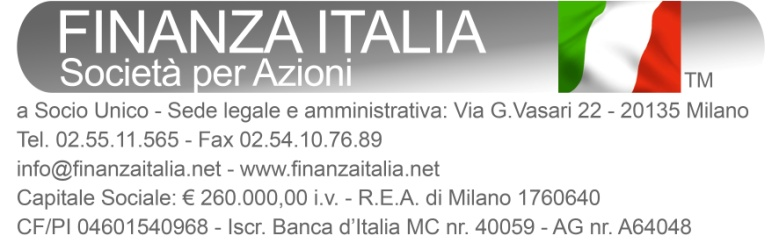 FINANZA ITALIA
Società per Azioni
TM
a Socio Unico - Sede legale e amministrativa: Via G.Vasari 22 - 20135 Milano
Tel. 02.55.11.565 - Fax 02.54.10.76.89
info@finanzaitalia.net - www.finanzaitalia.net
Capitale Sociale: € 260.000,00 i.v. - R.E.A. di Milano 1760640
CF/PI 04601540968 - Iscr. Banca d'Italia MC nr. 40059 - AG nr. A64048